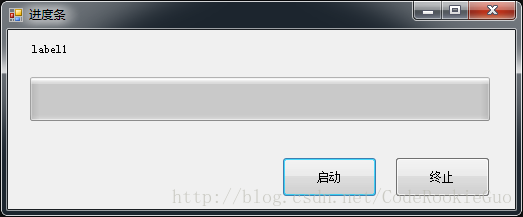 进度条
label1
启动 终止
http://blog.csdn.net/CodeRookieGuo